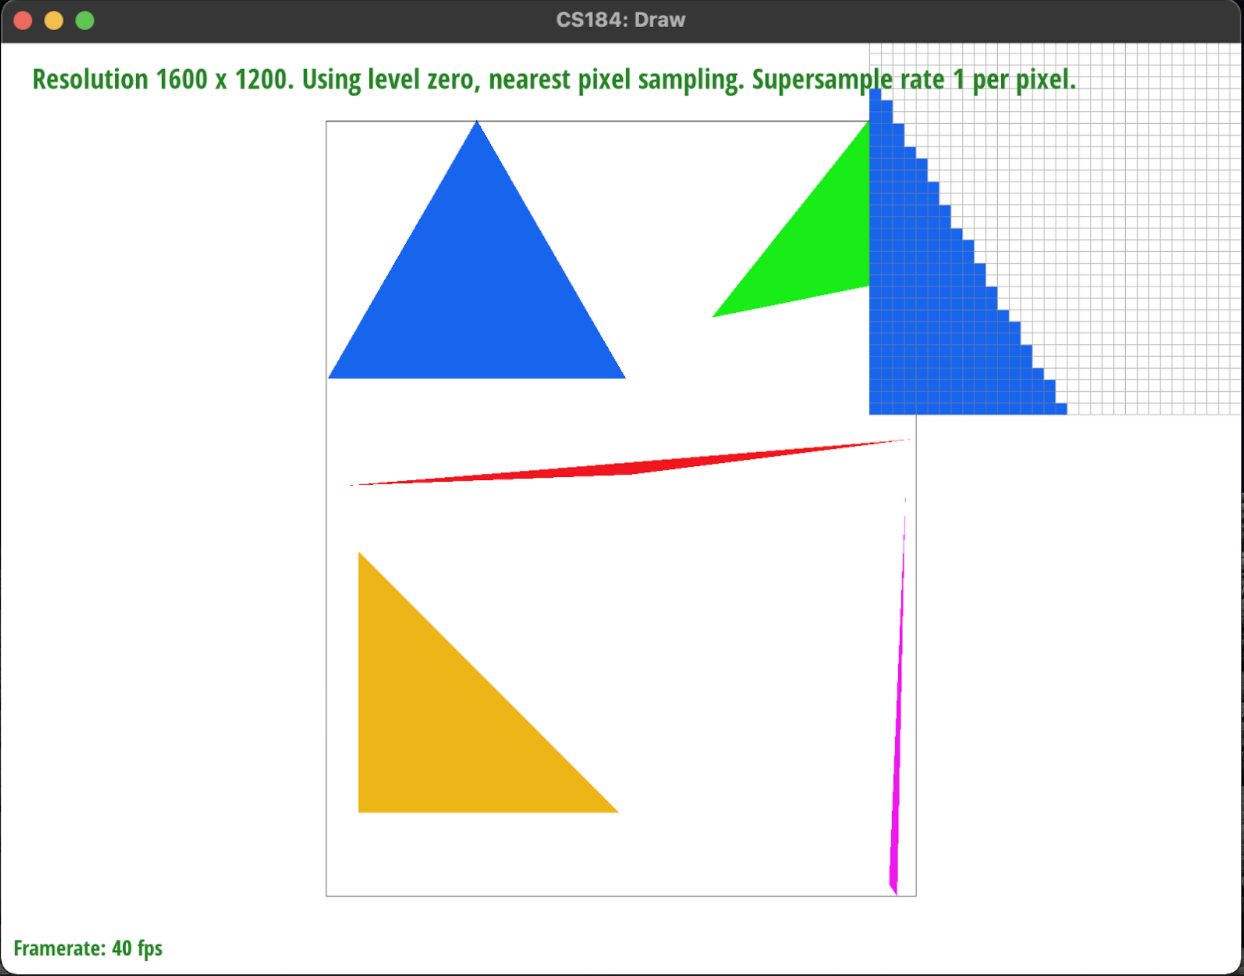 CS184: Draw
Resolution 1600 x 1200. Using level zero, nearest pixel sampling. Supersample rate 1 per pixel.
Framerate: 40 fps